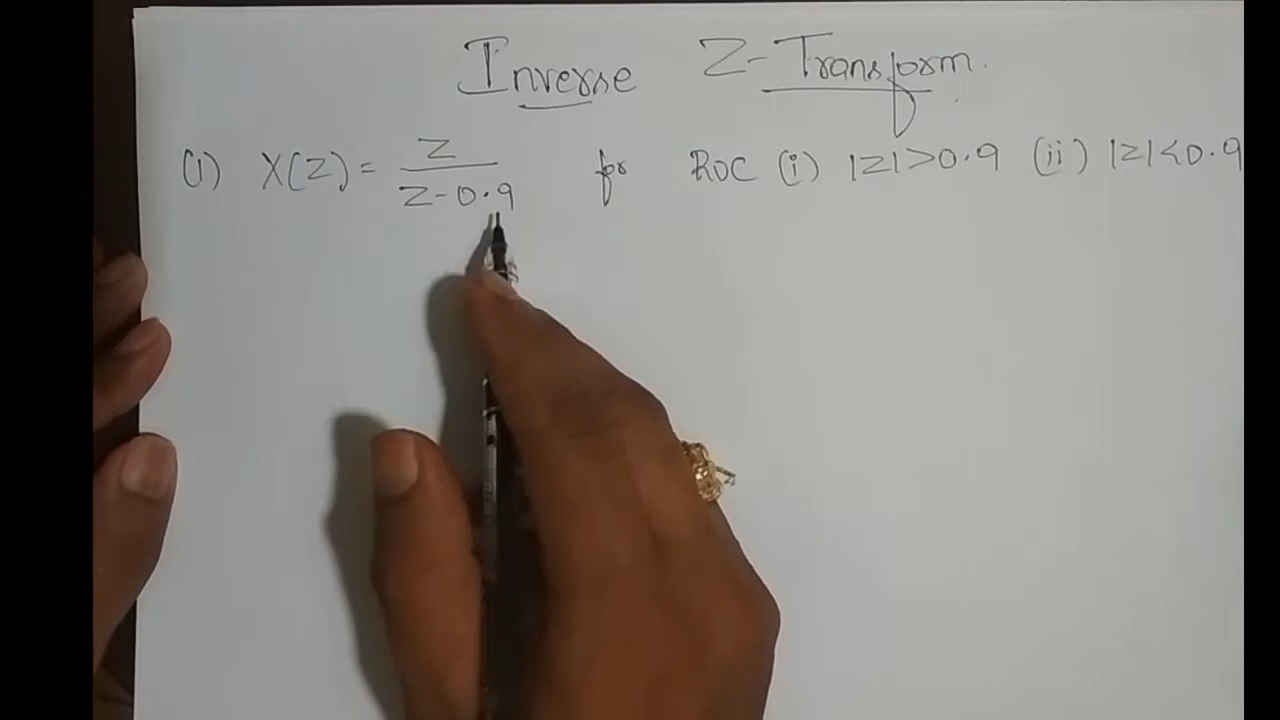 Inverse Z-Transform.
(1) X(Z) = Z / Z-0.9 for ROC (i) |Z|>0.9 (ii) |Z|<0.9